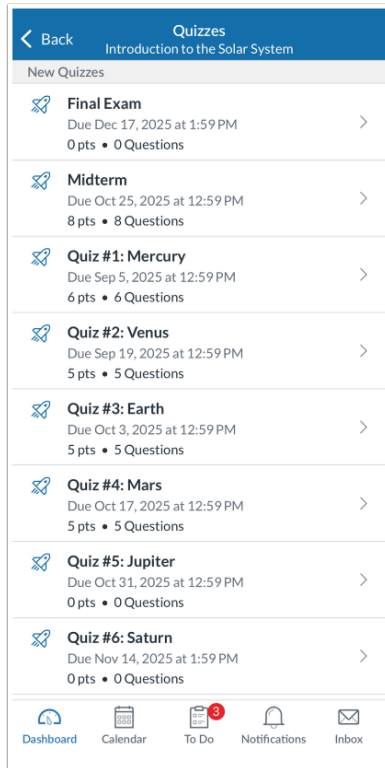 Back
Quizzes
Introduction to the Solar System
New Quizzes
Final Exam
Due Dec 17, 2025 at 1:59 PM
0 pts • 0 Questions
Midterm
Due Oct 25, 2025 at 12:59 PM
8 pts • 8 Questions
Quiz #1: Mercury
Due Sep 5, 2025 at 12:59 PM
6 pts • 6 Questions
Quiz #2: Venus
Due Sep 19, 2025 at 12:59 PM
5 pts • 5 Questions
Quiz #3: Earth
Due Oct 3, 2025 at 12:59 PM
5 pts • 5 Questions
Quiz #4: Mars
Due Oct 17, 2025 at 12:59 PM
5 pts • 5 Questions
Quiz #5: Jupiter
Due Oct 31, 2025 at 12:59 PM
0 pts • 0 Questions
Quiz #6: Saturn
Due Nov 14, 2025 at 1:59 PM
0 pts • 0 Questions
3
Dashboard Calendar To Do Notifications Inbox